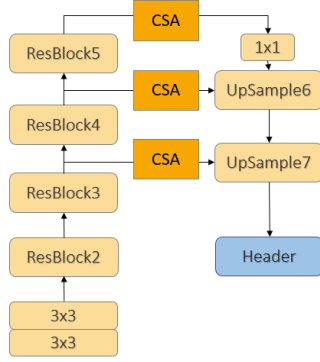 CSA
ResBlock5
1x1
CSA
UpSample6
ResBlock4
CSA
UpSample7
ResBlock3
ResBlock2
Header
3x3
3x3